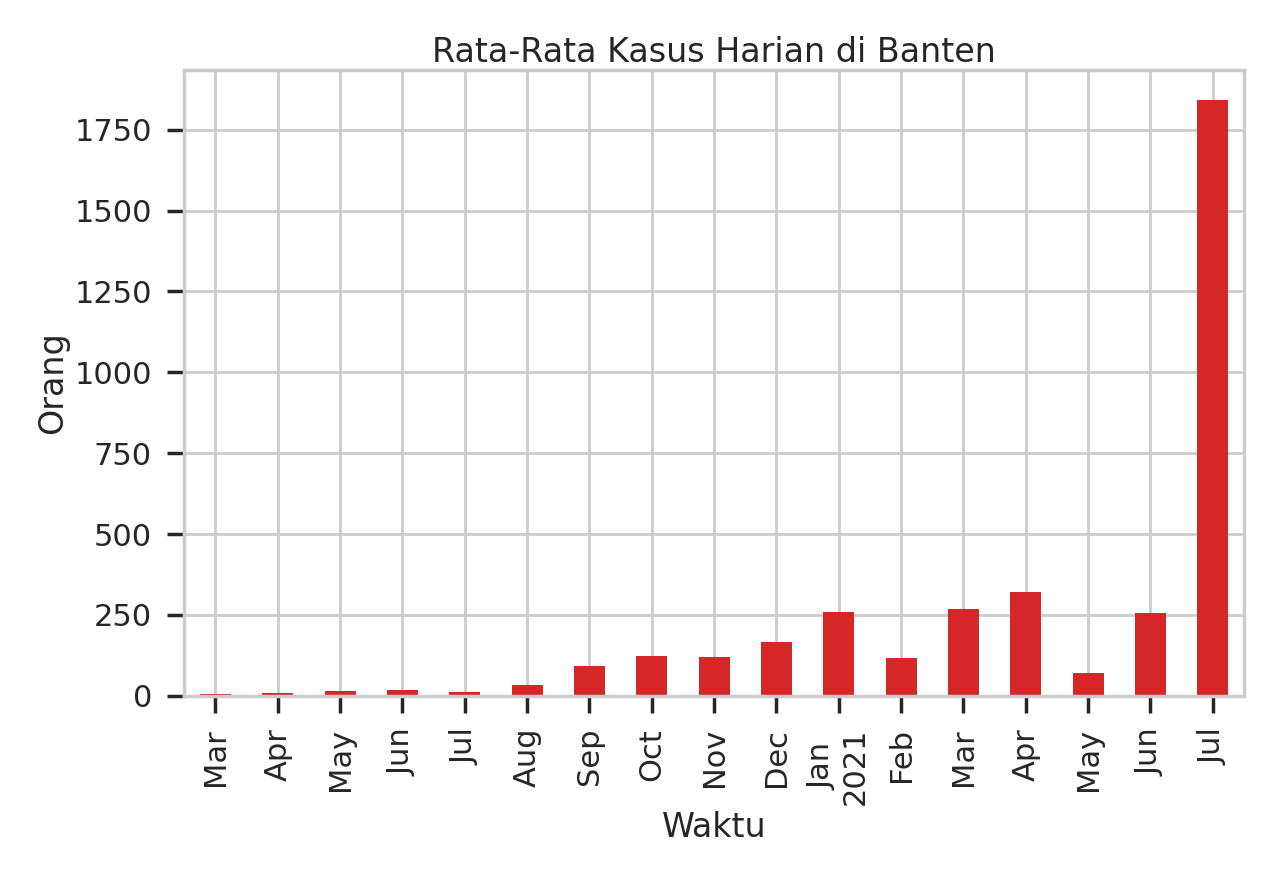 Rata-Rata Kasus Harian di Banten
Orang
1750
1500
1250
1000
750
500
250
0
Mar
Apr
May
Jun
Jul
Aug
Sep
Oct
Nov
Dec
Jan
2021
Feb
Mar
Apr
May
Jun
Jul
Waktu